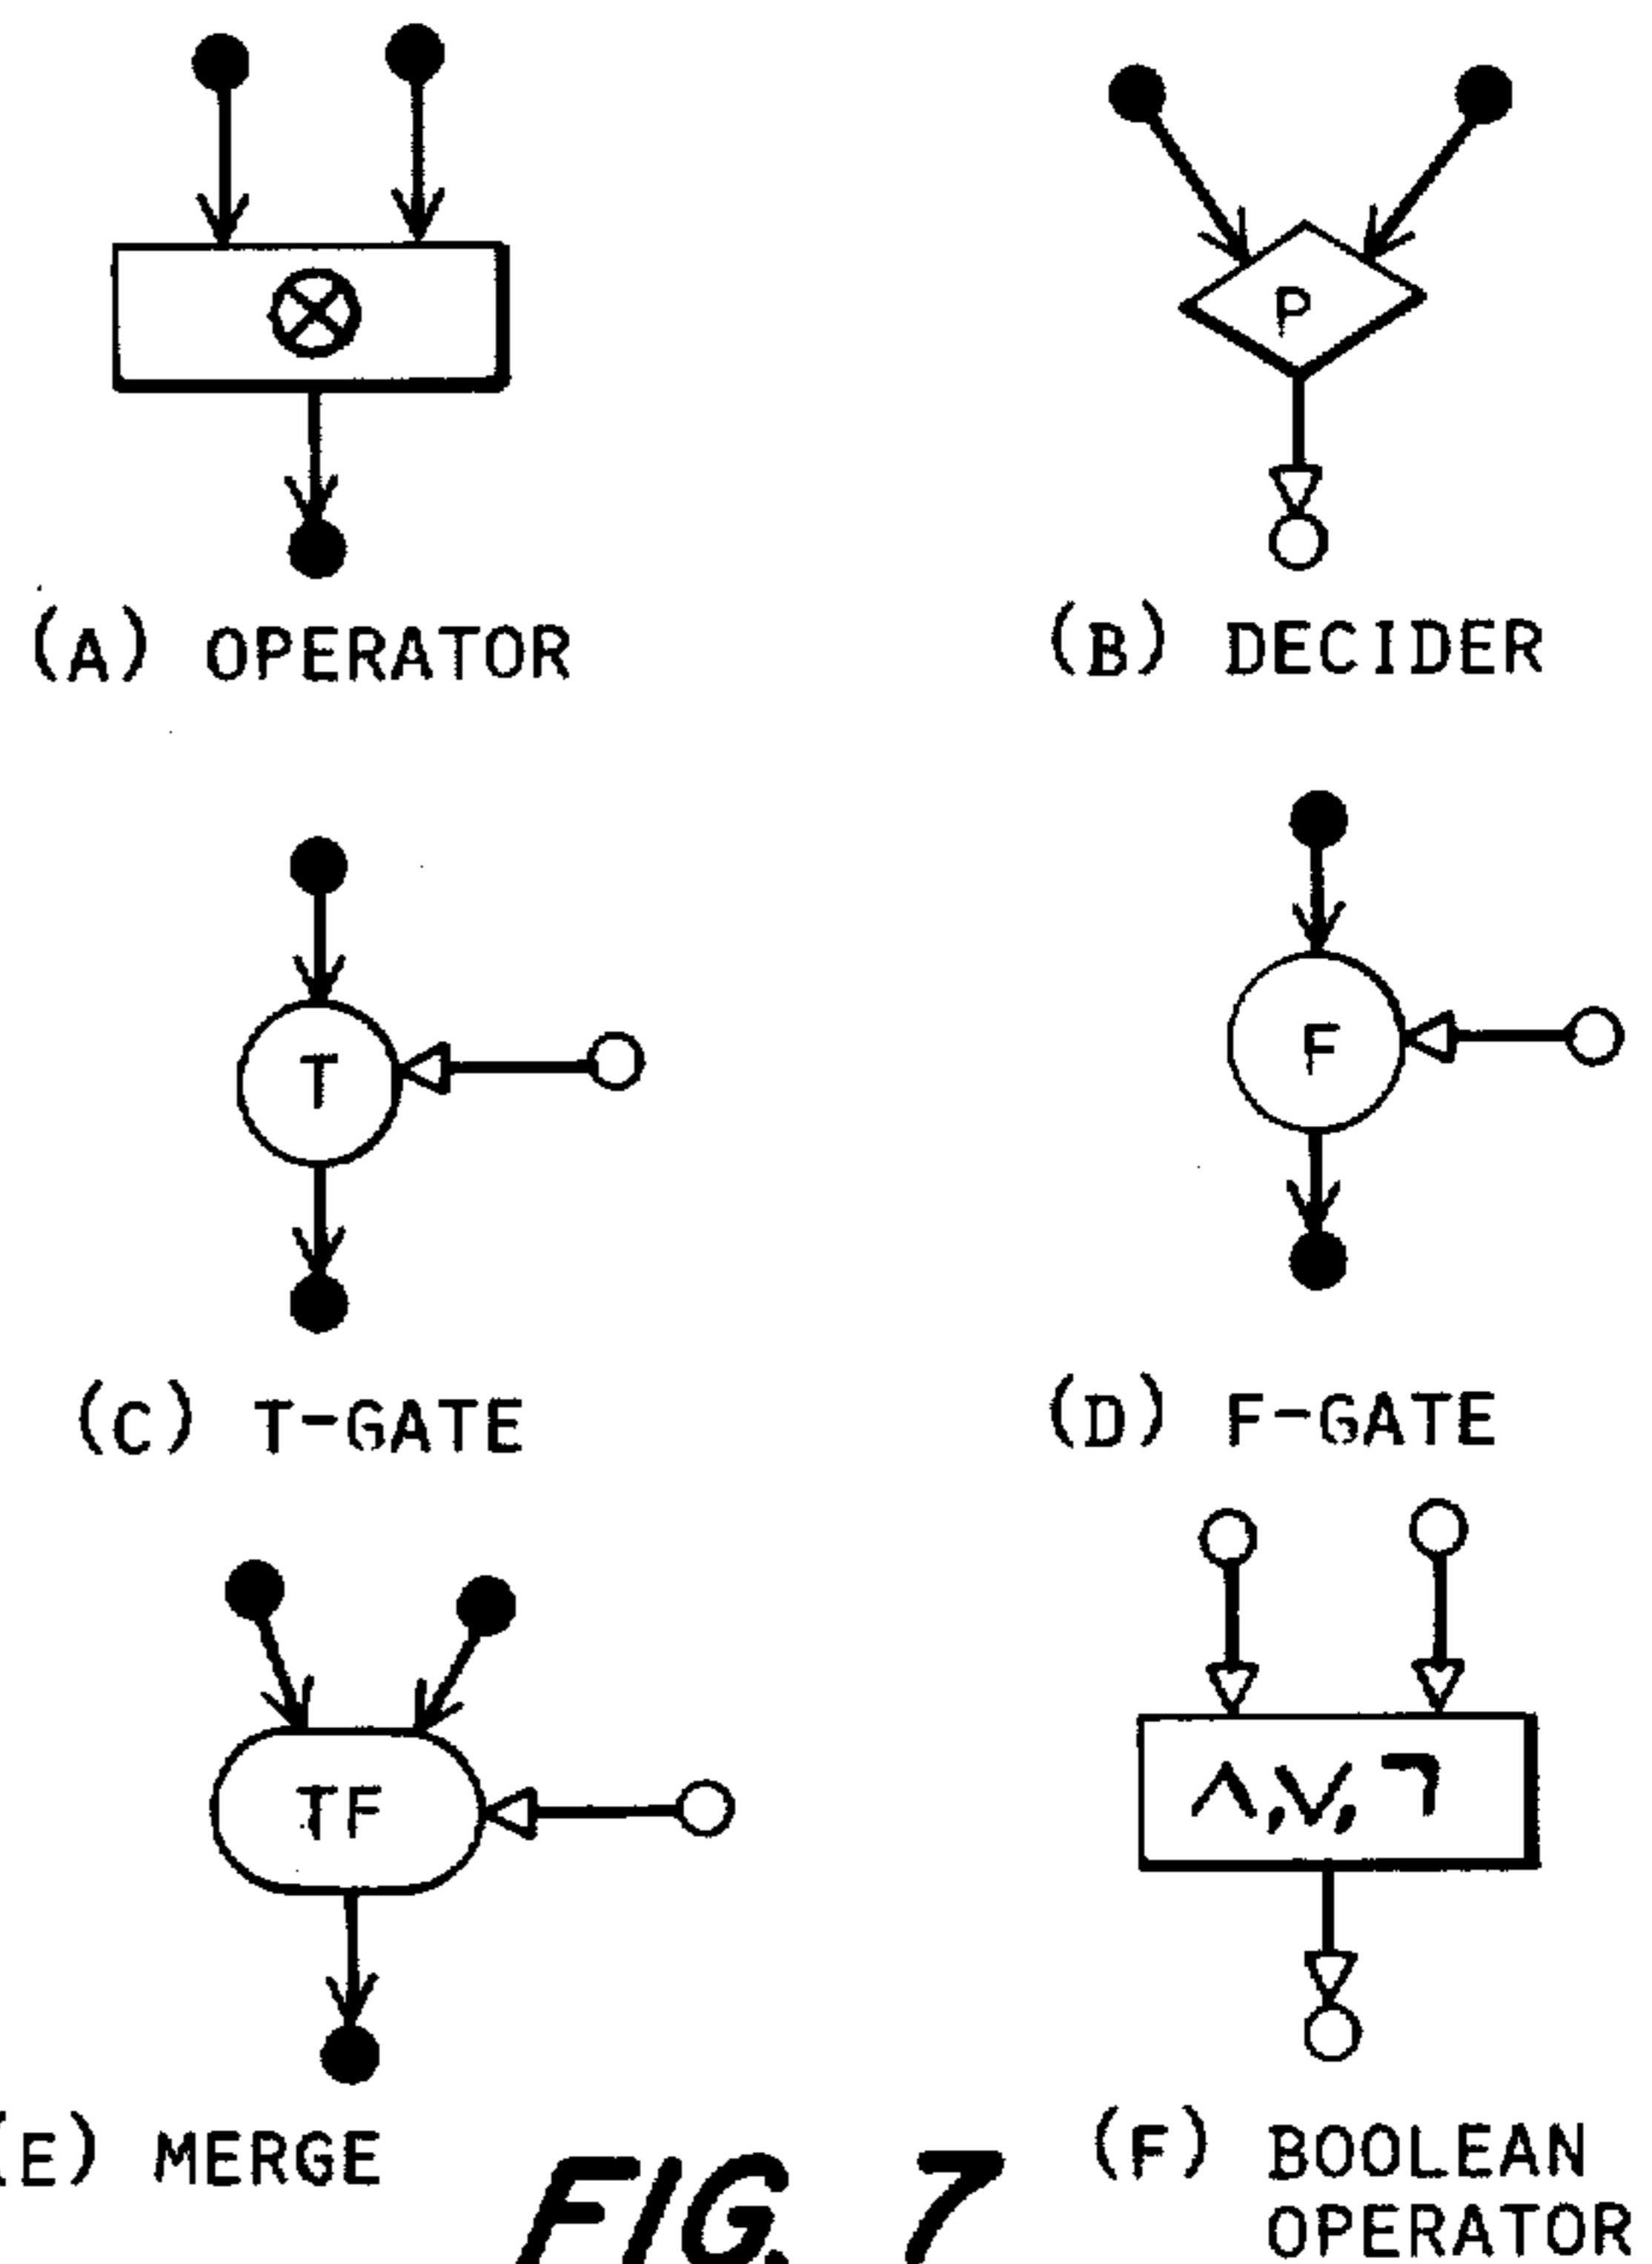 ⊗
P
(A) OPERATOR
(B) DECIDER
T
F
(C) T-GATE
(D) F-GATE
TF
∧,∨,¬
(E) MERGE
(F) BOOLEAN
OPERATOR
FIG. 7